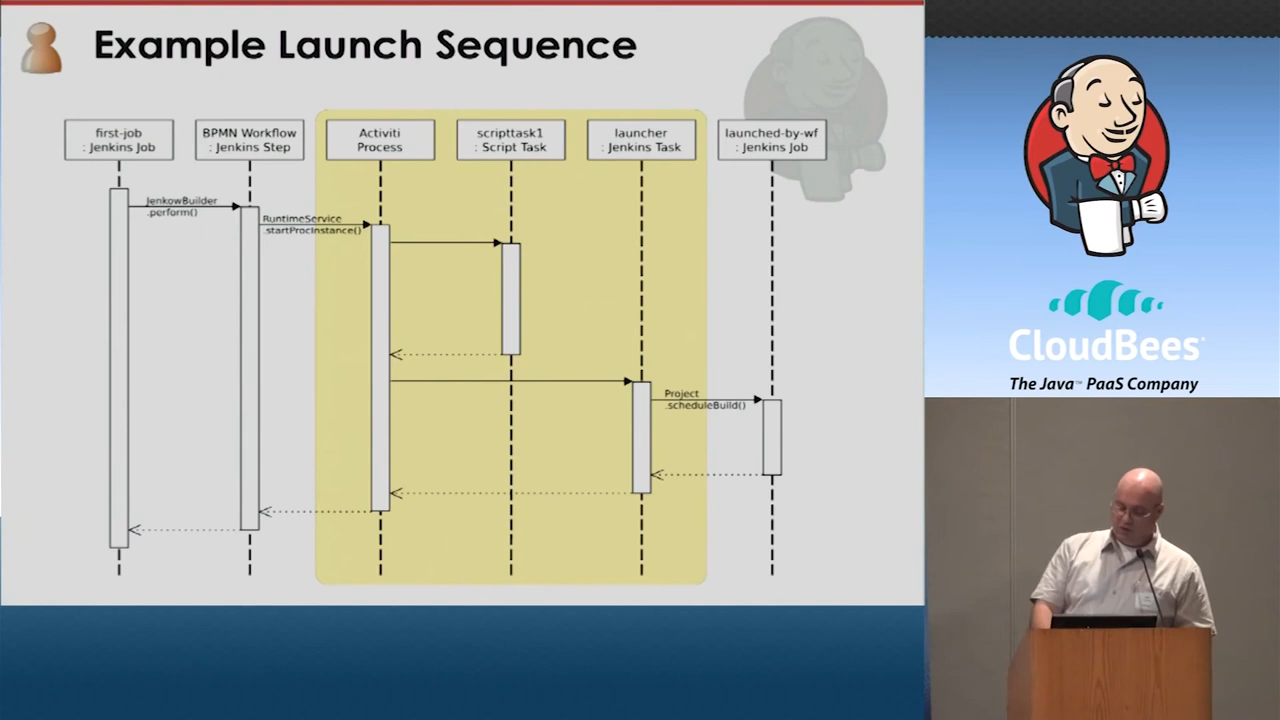 Example Launch Sequence
first-job
: Jenkins Job
BPMN Workflow
: Jenkins Step
Activiti
Process
scripttask1
: Script Task
launcher
: Jenkins Task
launched-by-wf
: Jenkins Job
JenkowBuilder
.perform()
RuntimeService
.startProcInstance()
Project
.scheduleBuild()
CloudBees
The Java™ PaaS Company